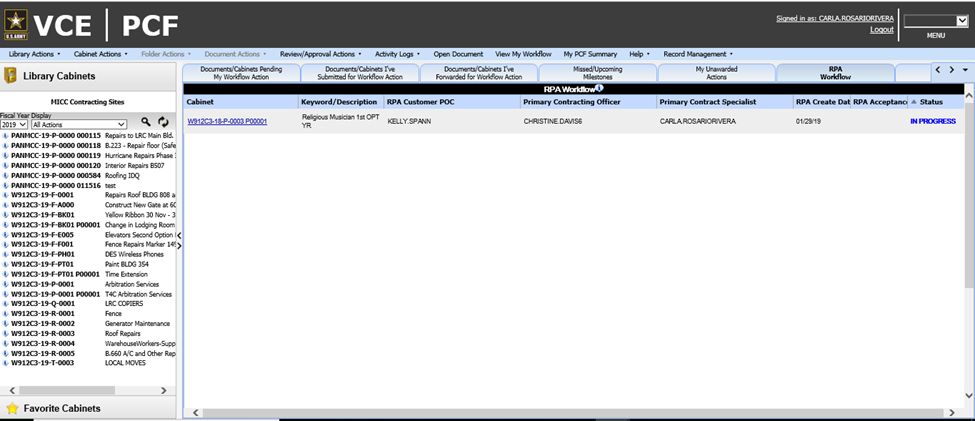 U.S.ARMY VCE | PCF
Signed in as: CARLA.ROSARIORIVERA
Logout
MENU
Library Actions Cabinet Actions Folder Actions Document Actions Review/Approval Actions Activity Logs Open Document View My Workflow My PCF Summary Help Record Management
Library Cabinets
Documents/Cabinets Pending
My Workflow Action
Documents/Cabinets I've
Submitted for Workflow Action
Documents/Cabinets I've
Forwarded for Workflow Action
Missed/Upcoming
Milestones
My Unawarded
Actions
RPA
Workflow
MICC Contracting Sites
Fiscal Year Display
2019 All Actions
PANMCC-19-P-0000 000115 Repairs to LRC Main Bld.
PANMCC-19-P-0000 000118 B.223 - Repair floor (Safe
PANMCC-19-P-0000 000119 Hurricane Repairs Phase
PANMCC-19-P-0000 000120 Interior Repairs B507
PANMCC-19-P-0000 000584 Roofing IDQ
PANMCC-19-P-0000 011516 test
W912C3-19-F-0001 Repairs Roof BLDG 808 a
W912C3-19-F-A000 Construct New Gate at 60
W912C3-19-F-BK01 Yellow Ribbon 30 Nov - 3
W912C3-19-F-BK01 P00001 Change in Lodging Room
W912C3-19-F-E005 Elevators Second Option
W912C3-19-F-F001 Fence Repairs Marker 149
W912C3-19-F-PH01 DES Wireless Phones
W912C3-19-F-PT01 Paint BLDG 354
W912C3-19-F-PT01 P00001 Time Extension
W912C3-19-P-0001 Arbitration Services
W912C3-19-P-0001 P00001 T4C Arbitration Services
W912C3-19-Q-0001 LRC COPIERS
W912C3-19-R-0001 Fence
W912C3-19-R-0002 Generator Maintenance
W912C3-19-R-0003 Roof Repairs
W912C3-19-R-0004 WarehouseWorkers-Supp
W912C3-19-R-0005 B.660 A/C and Other Rep
W912C3-19-T-0003 LOCAL MOVES
Favorite Cabinets
RPA Workflow
Cabinet Keyword/Description RPA Customer POC Primary Contracting Officer Primary Contract Specialist RPA Create Dat RPA Acceptance Status
W912C3-18-P-0003 P00001 Religious Musician 1st OPT
YR KELLY.SPANN CHRISTINE.DAVIS6 CARLA.ROSARIORIVERA 01/29/19 IN PROGRESS